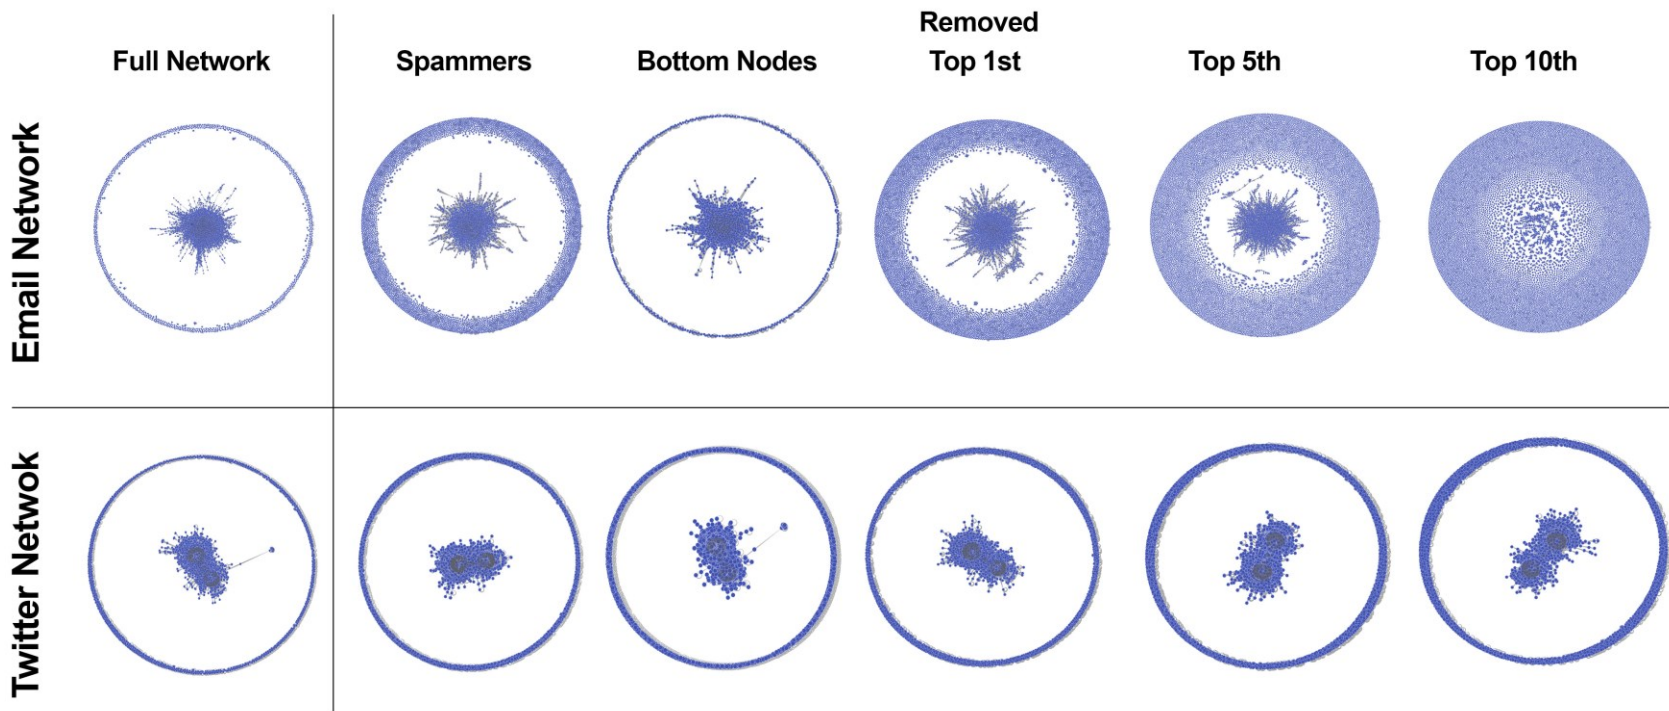 Removed
Full Network
Spammers
Bottom Nodes
Top 1st
Top 5th
Top 10th
Email Network
Twitter Netwok